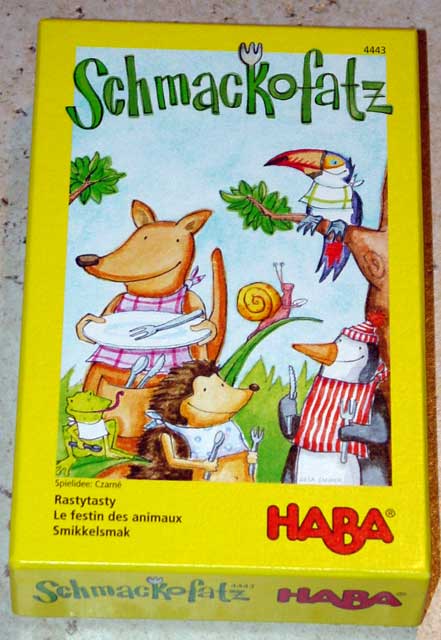 4443
Schmackofatz
Spielidee: Czarné
Rastytasty
Le festin des animaux
Smikkelsmak
HABA®
Schmackofatz 4443 HABA®